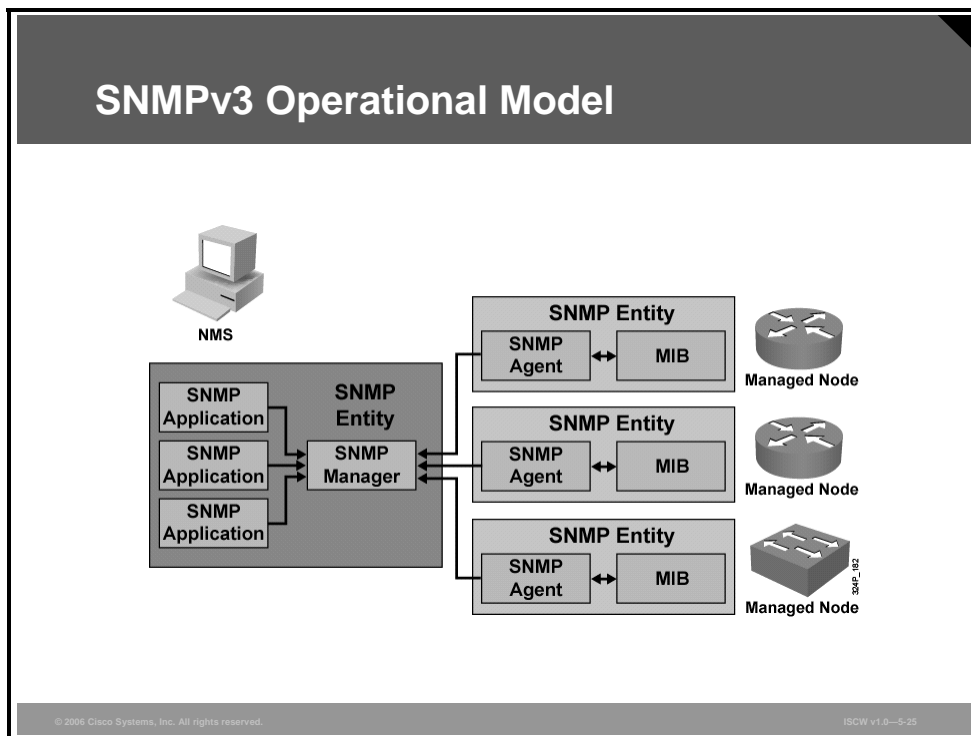 SNMPv3 Operational Model
NMS
SNMP
Entity
SNMP
Application
SNMP
Application
SNMP
Application
SNMP
Manager
SNMP Entity
SNMP
Agent
MIB
Managed Node
SNMP Entity
SNMP
Agent
MIB
Managed Node
SNMP Entity
SNMP
Agent
MIB
324P_182
Managed Node
© 2006 Cisco Systems, Inc. All rights reserved.
ISCW v1.0—5-25